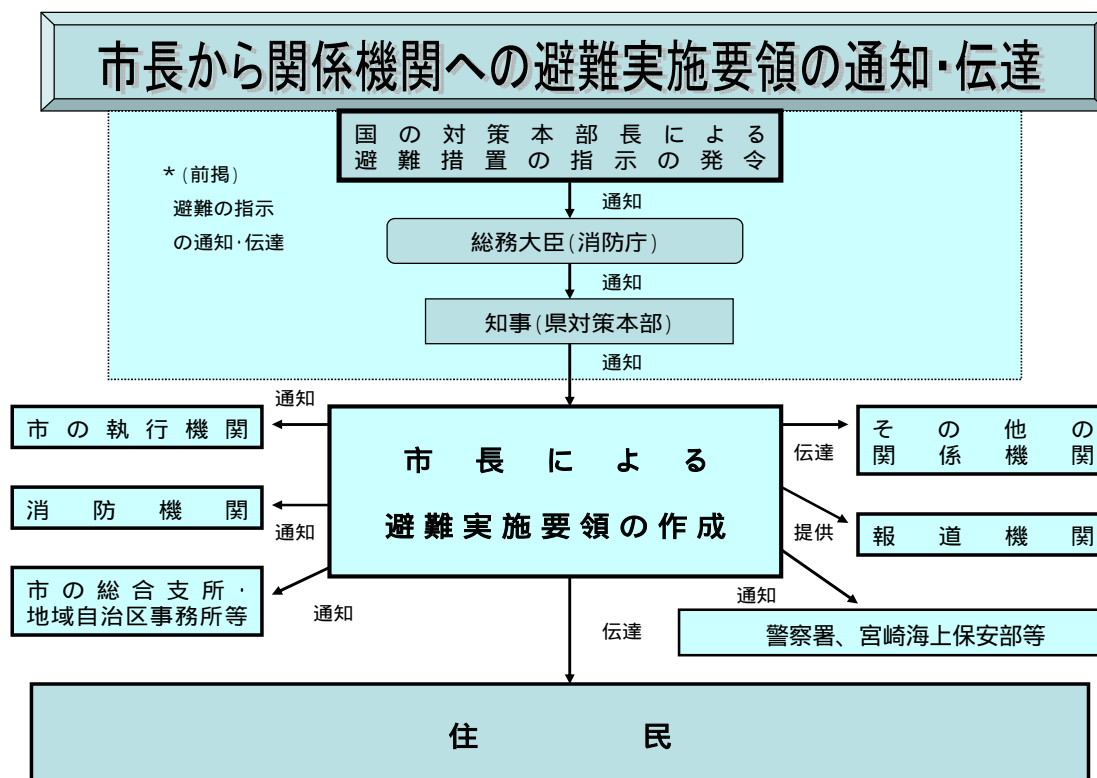 市長から関係機関への避難実施要領の通知・伝達
国の対策本部長による
避難措置の指示の発令
*(前掲)
避難の指示
の通知・伝達
通知
総務大臣(消防庁)
通知
知事(県対策本部)
通知
通知
市の執行機関
消防機関
通知
市の総合支所・
地域自治区事務所等
通知
市長による
避難実施要領の作成
その他の
関係機関
伝達
報道機関
提供
通知
警察署、宮崎海上保安部等
伝達
住民